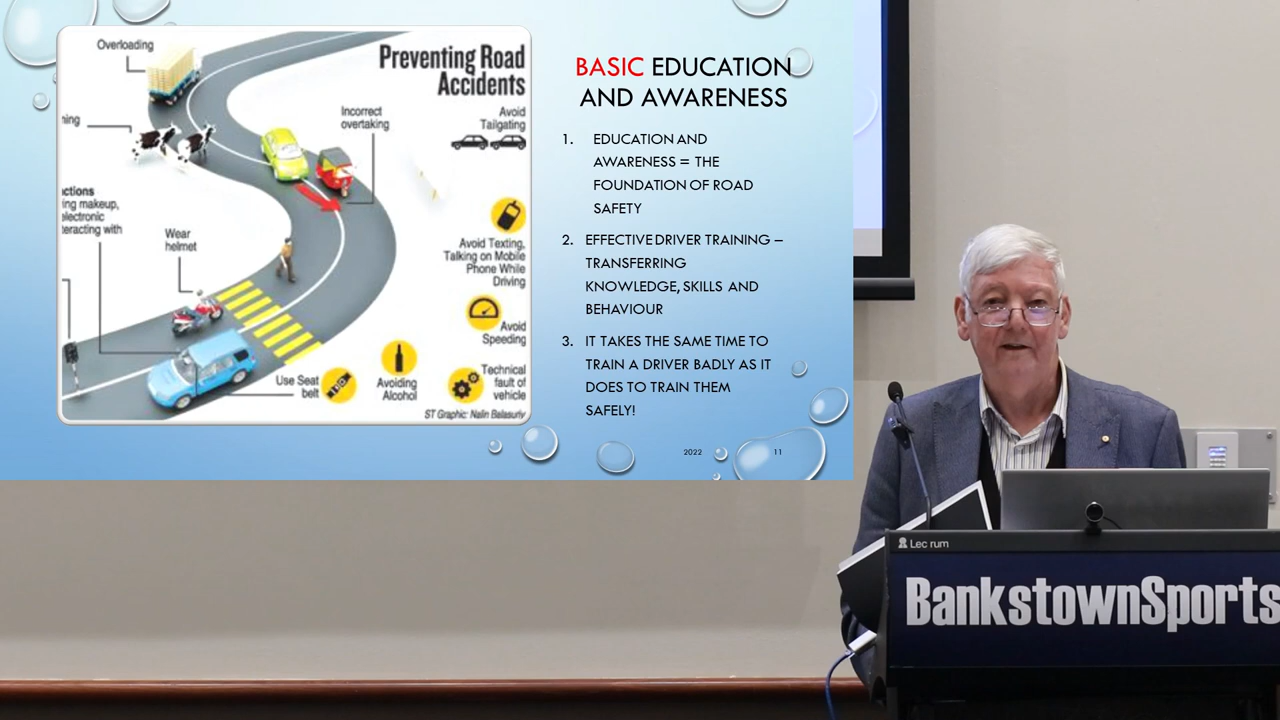 Overloading
Preventing Road
Accidents
Incorrect
overtaking
Avoid
Tailgating
Wear
helmet
Avoid Texting,
Talking on Mobile
Phone While
Driving
Avoid
Speeding
Use Seat
belt
Avoiding
Alcohol
Technical
fault of
vehicle
ing makeup,
electronic
ST Graphic: Nalin Balasuriy
BASIC EDUCATION
AND AWARENESS
1. EDUCATION AND
AWARENESS = THE
FOUNDATION OF ROAD
SAFETY
2. EFFECTIVE DRIVER TRAINING –
TRANSFERRING
KNOWLEDGE, SKILLS AND
BEHAVIOUR
3. IT TAKES THE SAME TIME TO
TRAIN A DRIVER BADLY AS IT
DOES TO TRAIN THEM
SAFELY!
2022
11
Lec rum
BankstownSports